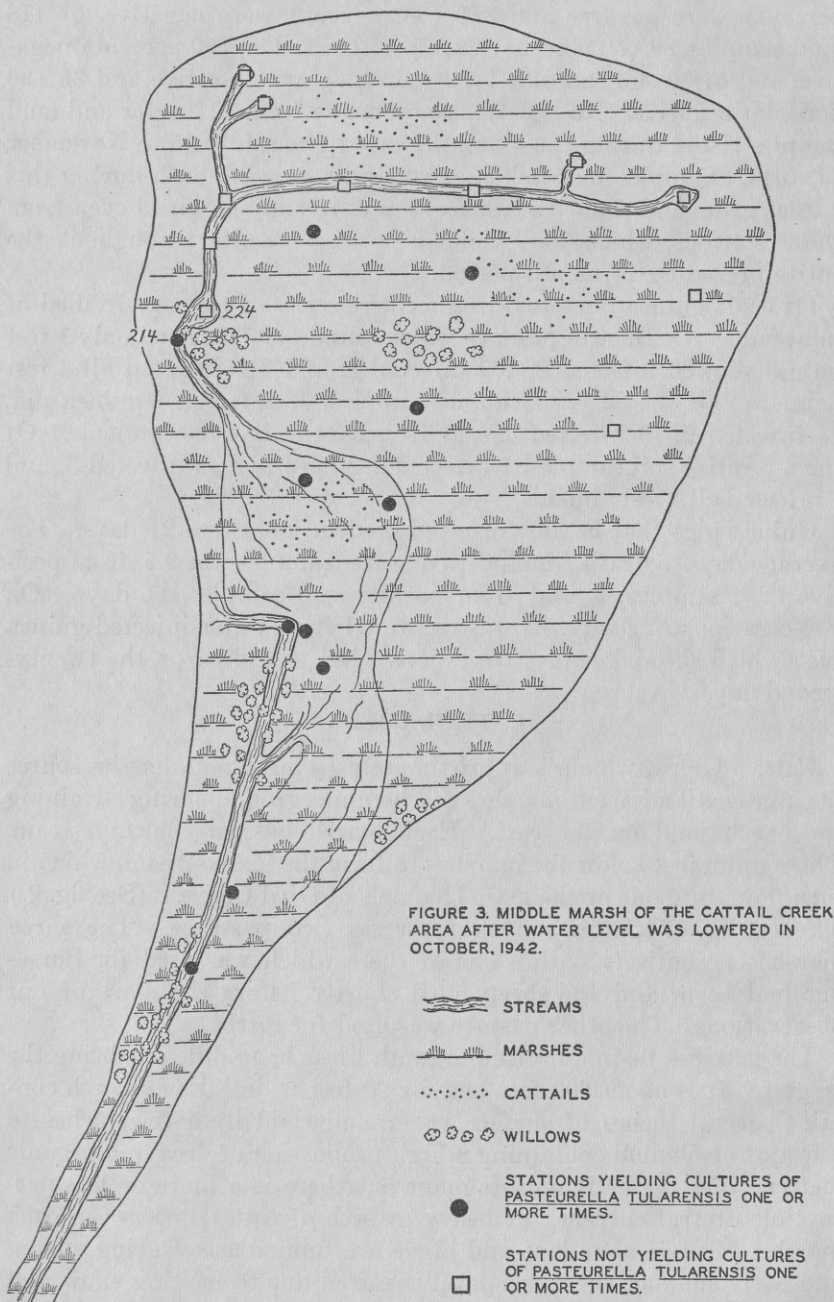 224
214
FIGURE 3. MIDDLE MARSH OF THE CATTAIL CREEK
AREA AFTER WATER LEVEL WAS LOWERED IN
OCTOBER, 1942.
STREAMS
MARSHES
CATTAILS
WILLOWS
STATIONS YIELDING CULTURES OF
PASTEURELLA TULARENSIS ONE OR
MORE TIMES.
STATIONS NOT YIELDING CULTURES
OF PASTEURELLA TULARENSIS ONE
OR MORE TIMES.